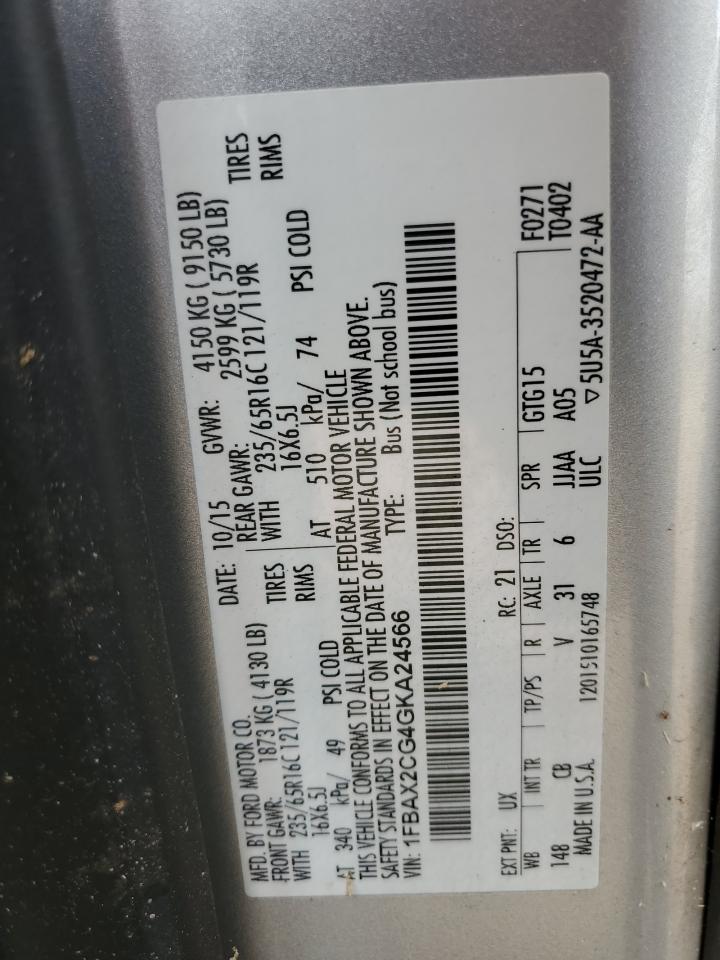 MFD. BY FORD MOTOR CO. DATE: 10/15 GVWR: 4150 KG ( 9150 LB)
FRONT GAWR: 1873 KG ( 4130 LB) REAR GAWR: 2599 KG ( 5730 LB)
WITH 235/65R16C 121/119R TIRES WITH 235/65R16C 121/119R TIRES
16X6.5J RIMS 16X6.5J RIMS
AT 340 kPa/ 49 PSI COLD AT 510 kPa/ 74 PSI COLD
THIS VEHICLE CONFORMS TO ALL APPLICABLE FEDERAL MOTOR VEHICLE
SAFETY STANDARDS IN EFFECT ON THE DATE OF MANUFACTURE SHOWN ABOVE.
VIN: 1FBAX2CG4GKA24566 TYPE: Bus (Not school bus)
EXT PNT: UX RC: 21 DSO: F0271
WB INT TR TP/PS R AXLE TR SPR GTG15 T0402
148 CB V 31 6 JJAA A05
MADE IN U.S.A. 1201510165748 ULC ▽5U5A-3520472-AA